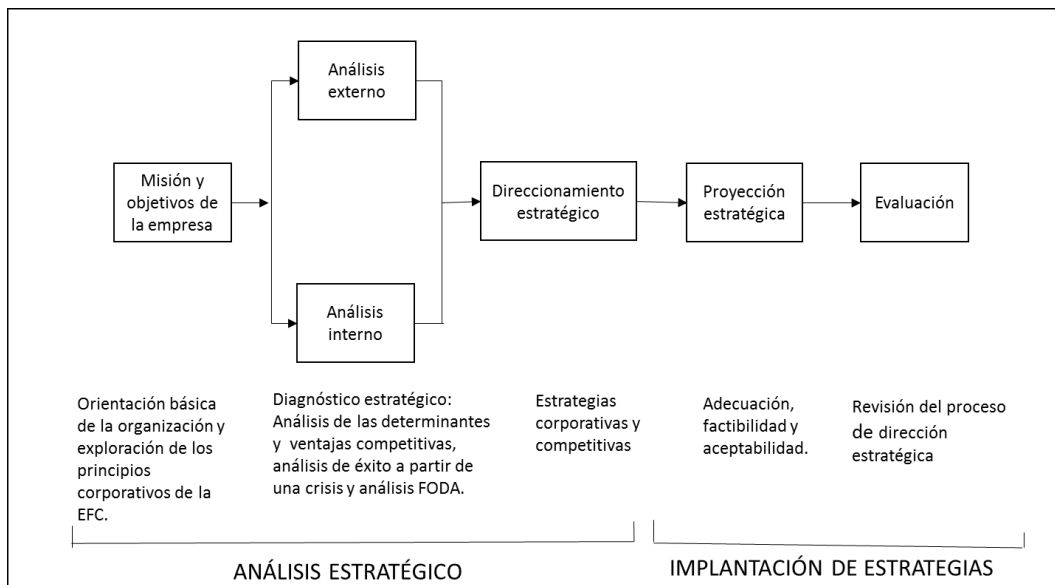 Análisis
externo
Misión y
objetivos de
la empresa
Direccionamiento
estratégico
Proyección
estratégica
Evaluación
Análisis
interno
Orientación básica
de la organización y
exploración de los
principios
corporativos de la
EFC.
Diagnóstico estratégico:
Análisis de las determinantes
y ventajas competitivas,
análisis de éxito a partir de
una crisis y análisis FODA.
Estrategias
corporativas y
competitivas
Adecuación,
factibilidad y
aceptabilidad.
Revisión del proceso
de dirección
estratégica
ANÁLISIS ESTRATÉGICO
IMPLANTACIÓN DE ESTRATEGIAS